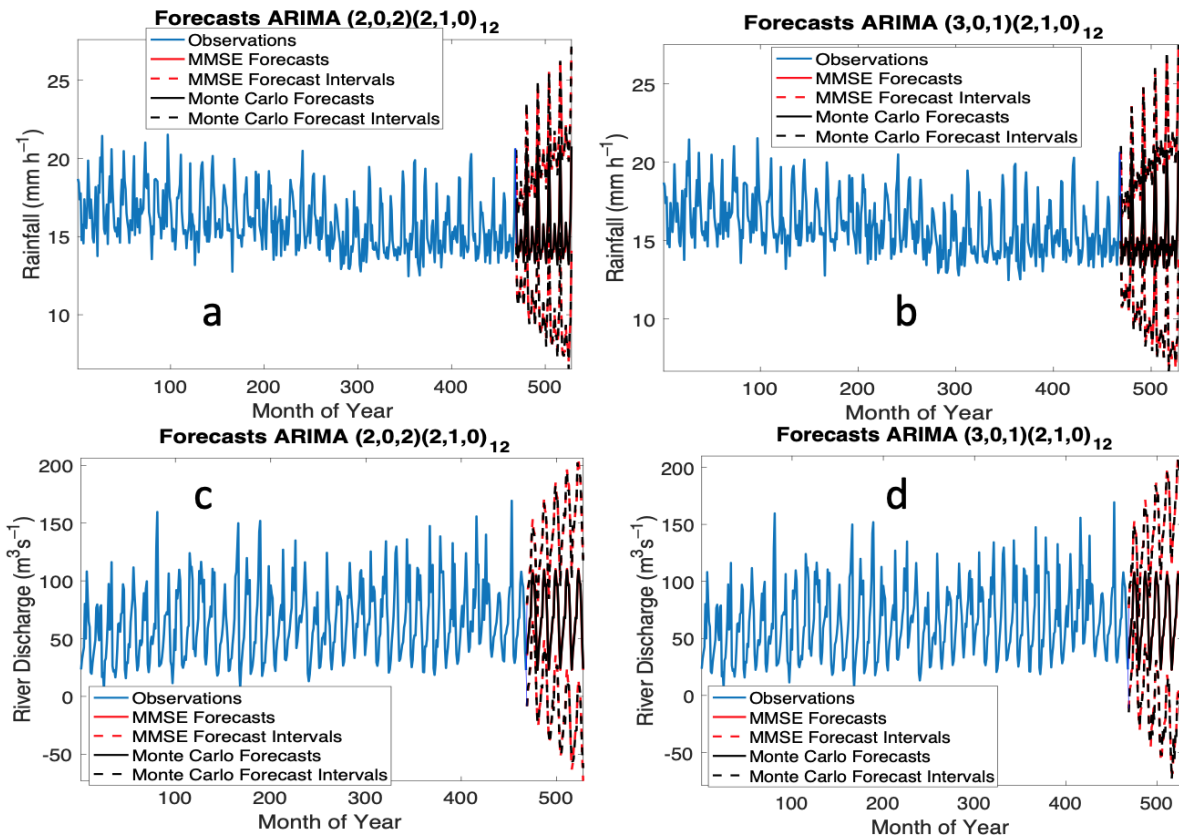 Forecasts ARIMA (2,0,2)(2,1,0)12
Observations
MMSE Forecasts
MMSE Forecast Intervals
Monte Carlo Forecasts
Monte Carlo Forecast Intervals
25
20
15
10
Rainfall (mm h−1)
a
100
200
300
400
500
Month of Year
Forecasts ARIMA (3,0,1)(2,1,0)12
Observations
MMSE Forecasts
MMSE Forecast Intervals
Monte Carlo Forecasts
Monte Carlo Forecast Intervals
25
20
15
10
Rainfall (mm h−1)
b
100
200
300
400
500
Month of Year
Forecasts ARIMA (2,0,2)(2,1,0)12
200
150
100
50
0
-50
River Discharge (m3s−1)
c
Observations
MMSE Forecasts
MMSE Forecast Intervals
Monte Carlo Forecasts
Monte Carlo Forecast Intervals
100
200
300
400
500
Month of Year
Forecasts ARIMA (3,0,1)(2,1,0)12
200
150
100
50
0
-50
River Discharge (m3s−1)
d
Observations
MMSE Forecasts
MMSE Forecast Intervals
Monte Carlo Forecasts
Monte Carlo Forecast Intervals
100
200
300
400
500
Month of Year